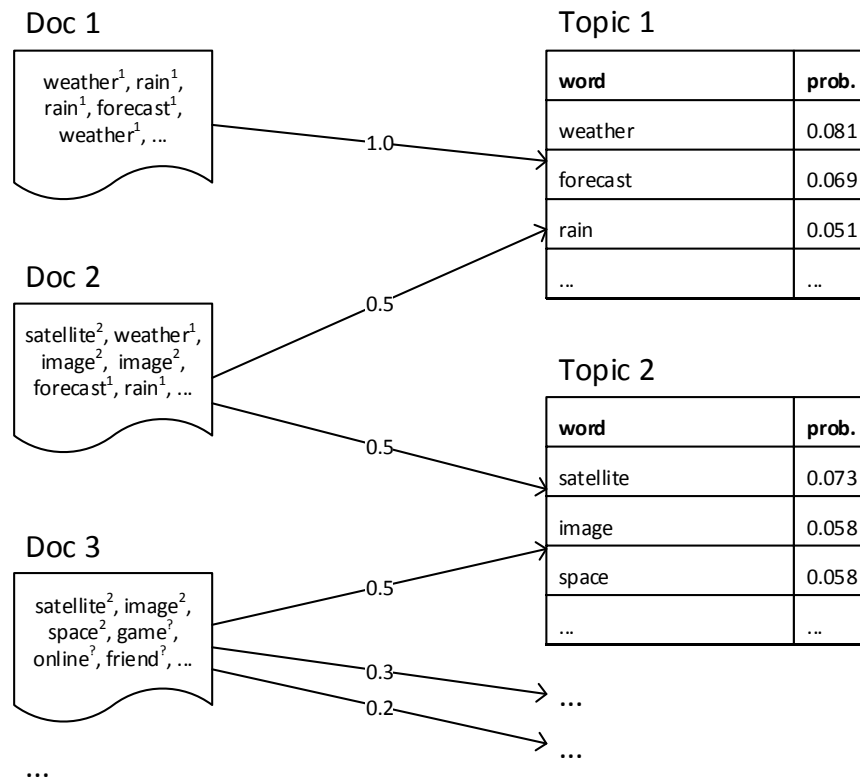 Doc 1
weather¹, rain¹,
rain¹, forecast¹,
weather¹, ...
1.0
Topic 1
word prob.
weather 0.081
forecast 0.069
rain 0.051
... ...
Doc 2
satellite², weather¹,
image², image²,
forecast¹, rain¹, ...
0.5
0.5
Topic 2
word prob.
satellite 0.073
image 0.058
space 0.058
... ...
Doc 3
satellite², image²,
space², game?,
online?, friend?, ...
0.5
0.3
0.2
...
...
...